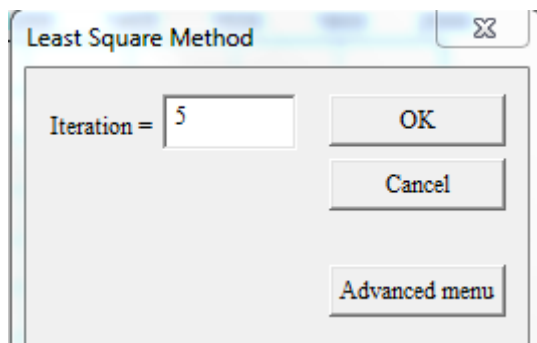 Least Square Method
Iteration = 5
OK
Cancel
Advanced menu